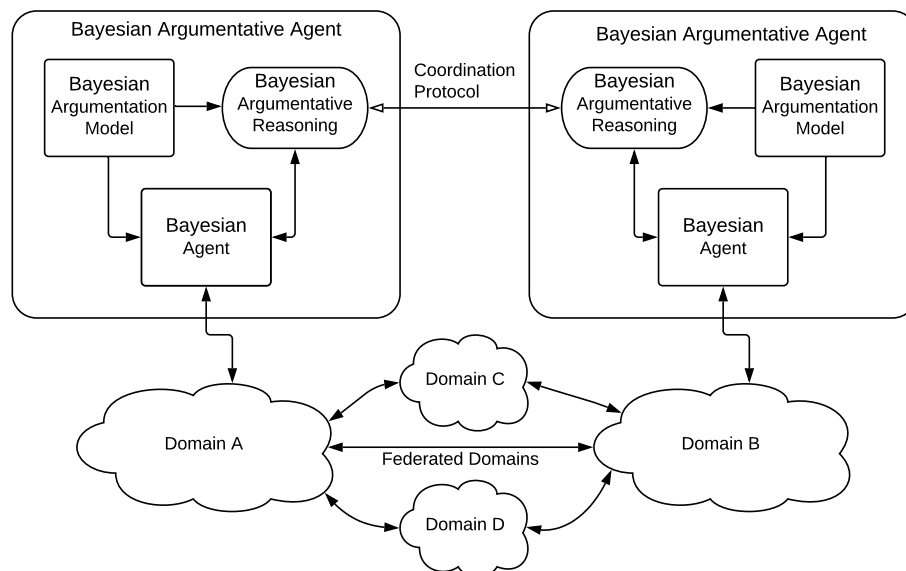 Bayesian Argumentative Agent
Bayesian
Argumentation
Model
Bayesian
Argumentative
Reasoning
Bayesian
Agent
Coordination
Protocol
Bayesian Argumentative Agent
Bayesian
Argumentative
Reasoning
Bayesian
Argumentation
Model
Bayesian
Agent
Domain C
Domain A
Federated Domains
Domain B
Domain D